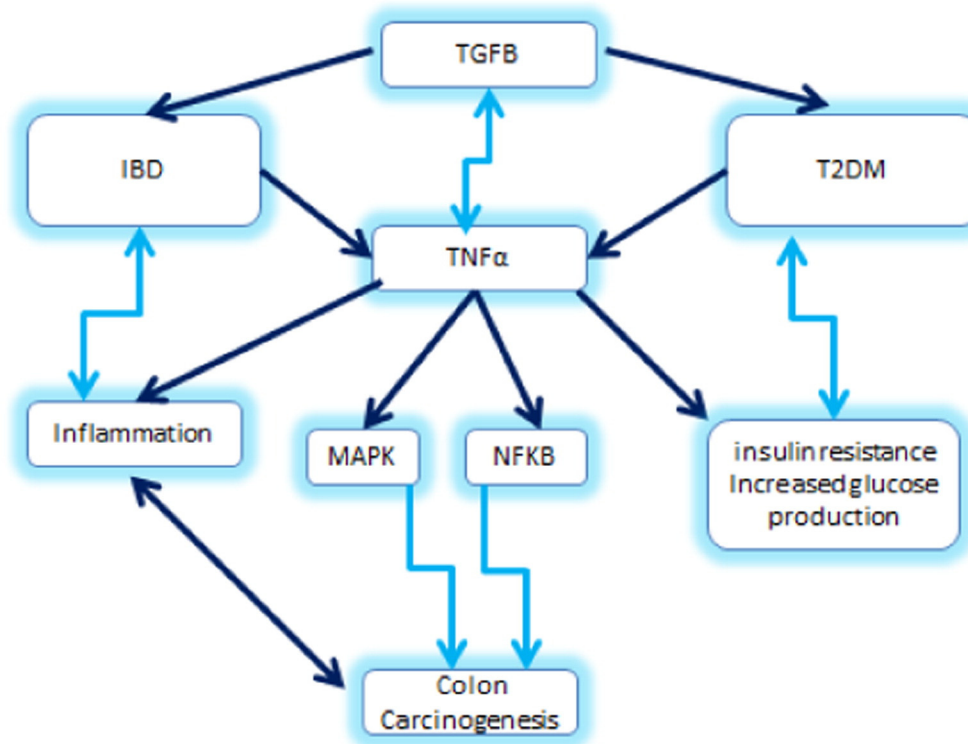 TGFB
IBD
T2DM
TNFα
Inflammation
MAPK
NFKB
insulin resistance
Increased glucose
production
Colon
Carcinogenesis